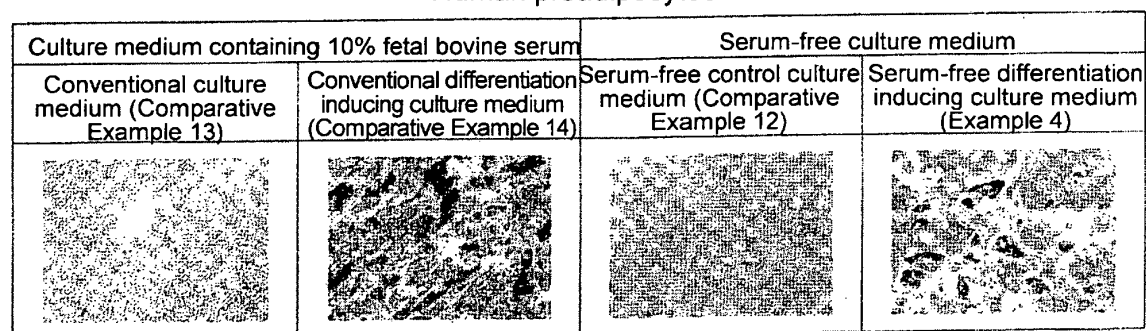 Culture medium containing 10% fetal bovine serum
Serum-free culture medium
Conventional culture
medium (Comparative
Example 13)
Conventional differentiation
inducing culture medium
(Comparative Example 14)
Serum-free control culture
medium (Comparative
Example 12)
Serum-free differentiation
inducing culture medium
(Example 4)